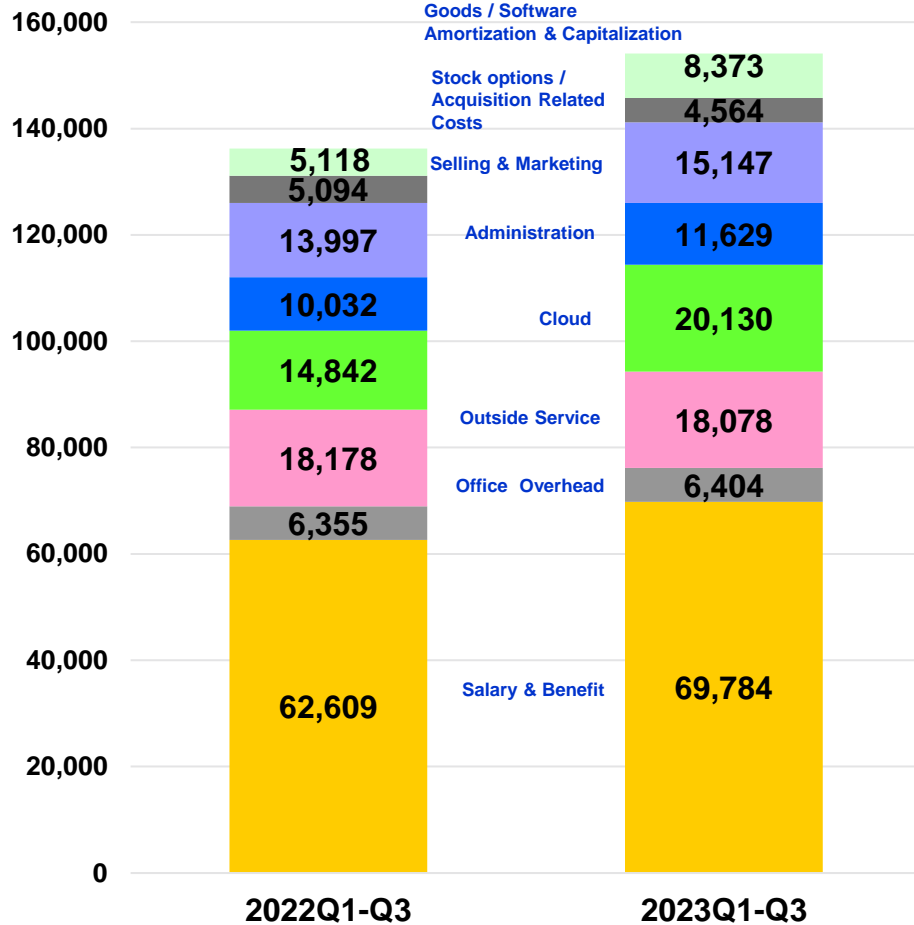 Goods / Software
Amortization & Capitalization
160,000
8,373
Stock options /
Acquisition Related
Costs
4,564
140,000
5,118
Selling & Marketing
15,147
5,094
120,000
13,997
Administration
11,629
10,032
Cloud
20,130
100,000
14,842
Outside Service
18,078
80,000
18,178
Office Overhead
6,404
6,355
60,000
40,000
62,609
Salary & Benefit
69,784
20,000
0
2022Q1-Q3
2023Q1-Q3